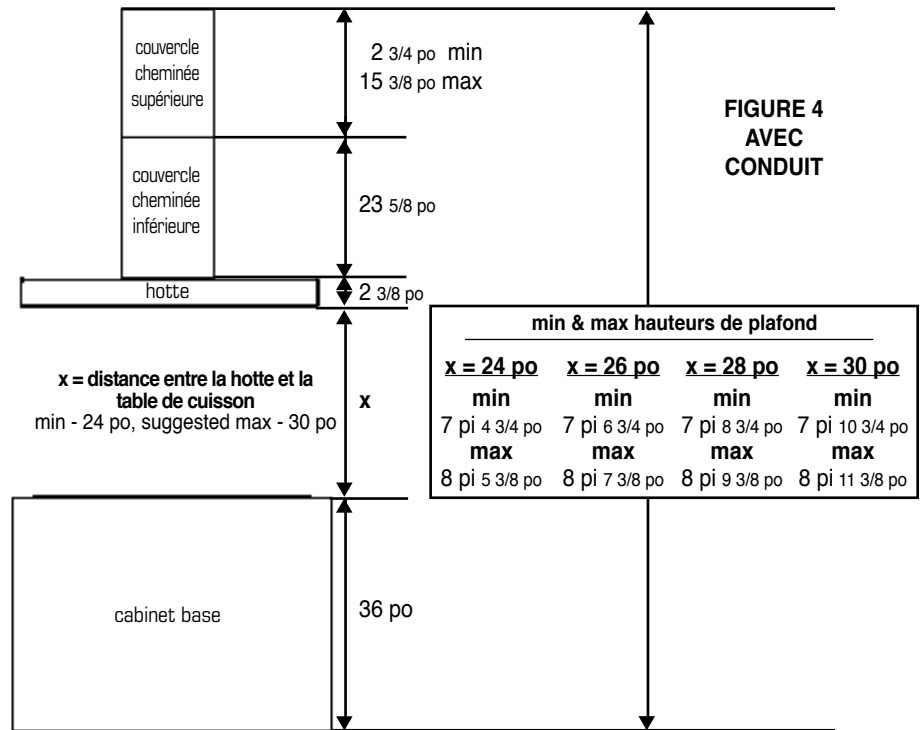 couvercle
cheminée
supérieure
2 3/4 po min
15 3/8 po max
FIGURE 4
AVEC
CONDUIT
couvercle
cheminée
inférieure
23 5/8 po
hotte
2 3/8 po
x = distance entre la hotte et la
table de cuisson
min - 24 po, suggested max - 30 po
x
min & max hauteurs de plafond
x = 24 po x = 26 po x = 28 po x = 30 po
min min min min
7 pi 4 3/4 po 7 pi 6 3/4 po 7 pi 8 3/4 po 7 pi 10 3/4 po
max max max max
8 pi 5 3/8 po 8 pi 7 3/8 po 8 pi 9 3/8 po 8 pi 11 3/8 po
cabinet base
36 po